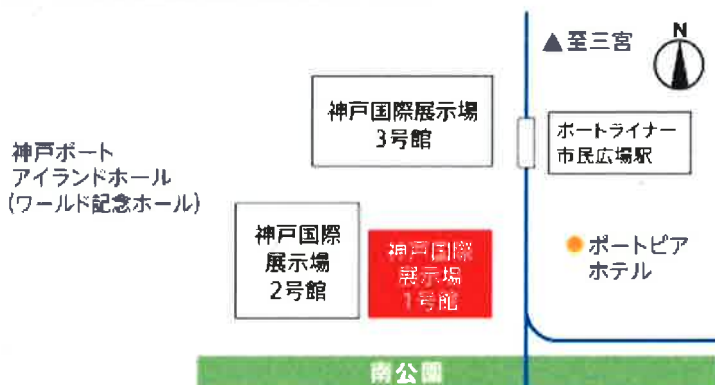 ▲至三宮
N
神戸国際展示場
3号館
ポートライナー
市民広場駅
神戸ポート
アイランドホール
(ワールド記念ホール)
神戸国際
展示場
2号館
神戸国際
展示場
1号館
ポートピア
ホテル
南公園